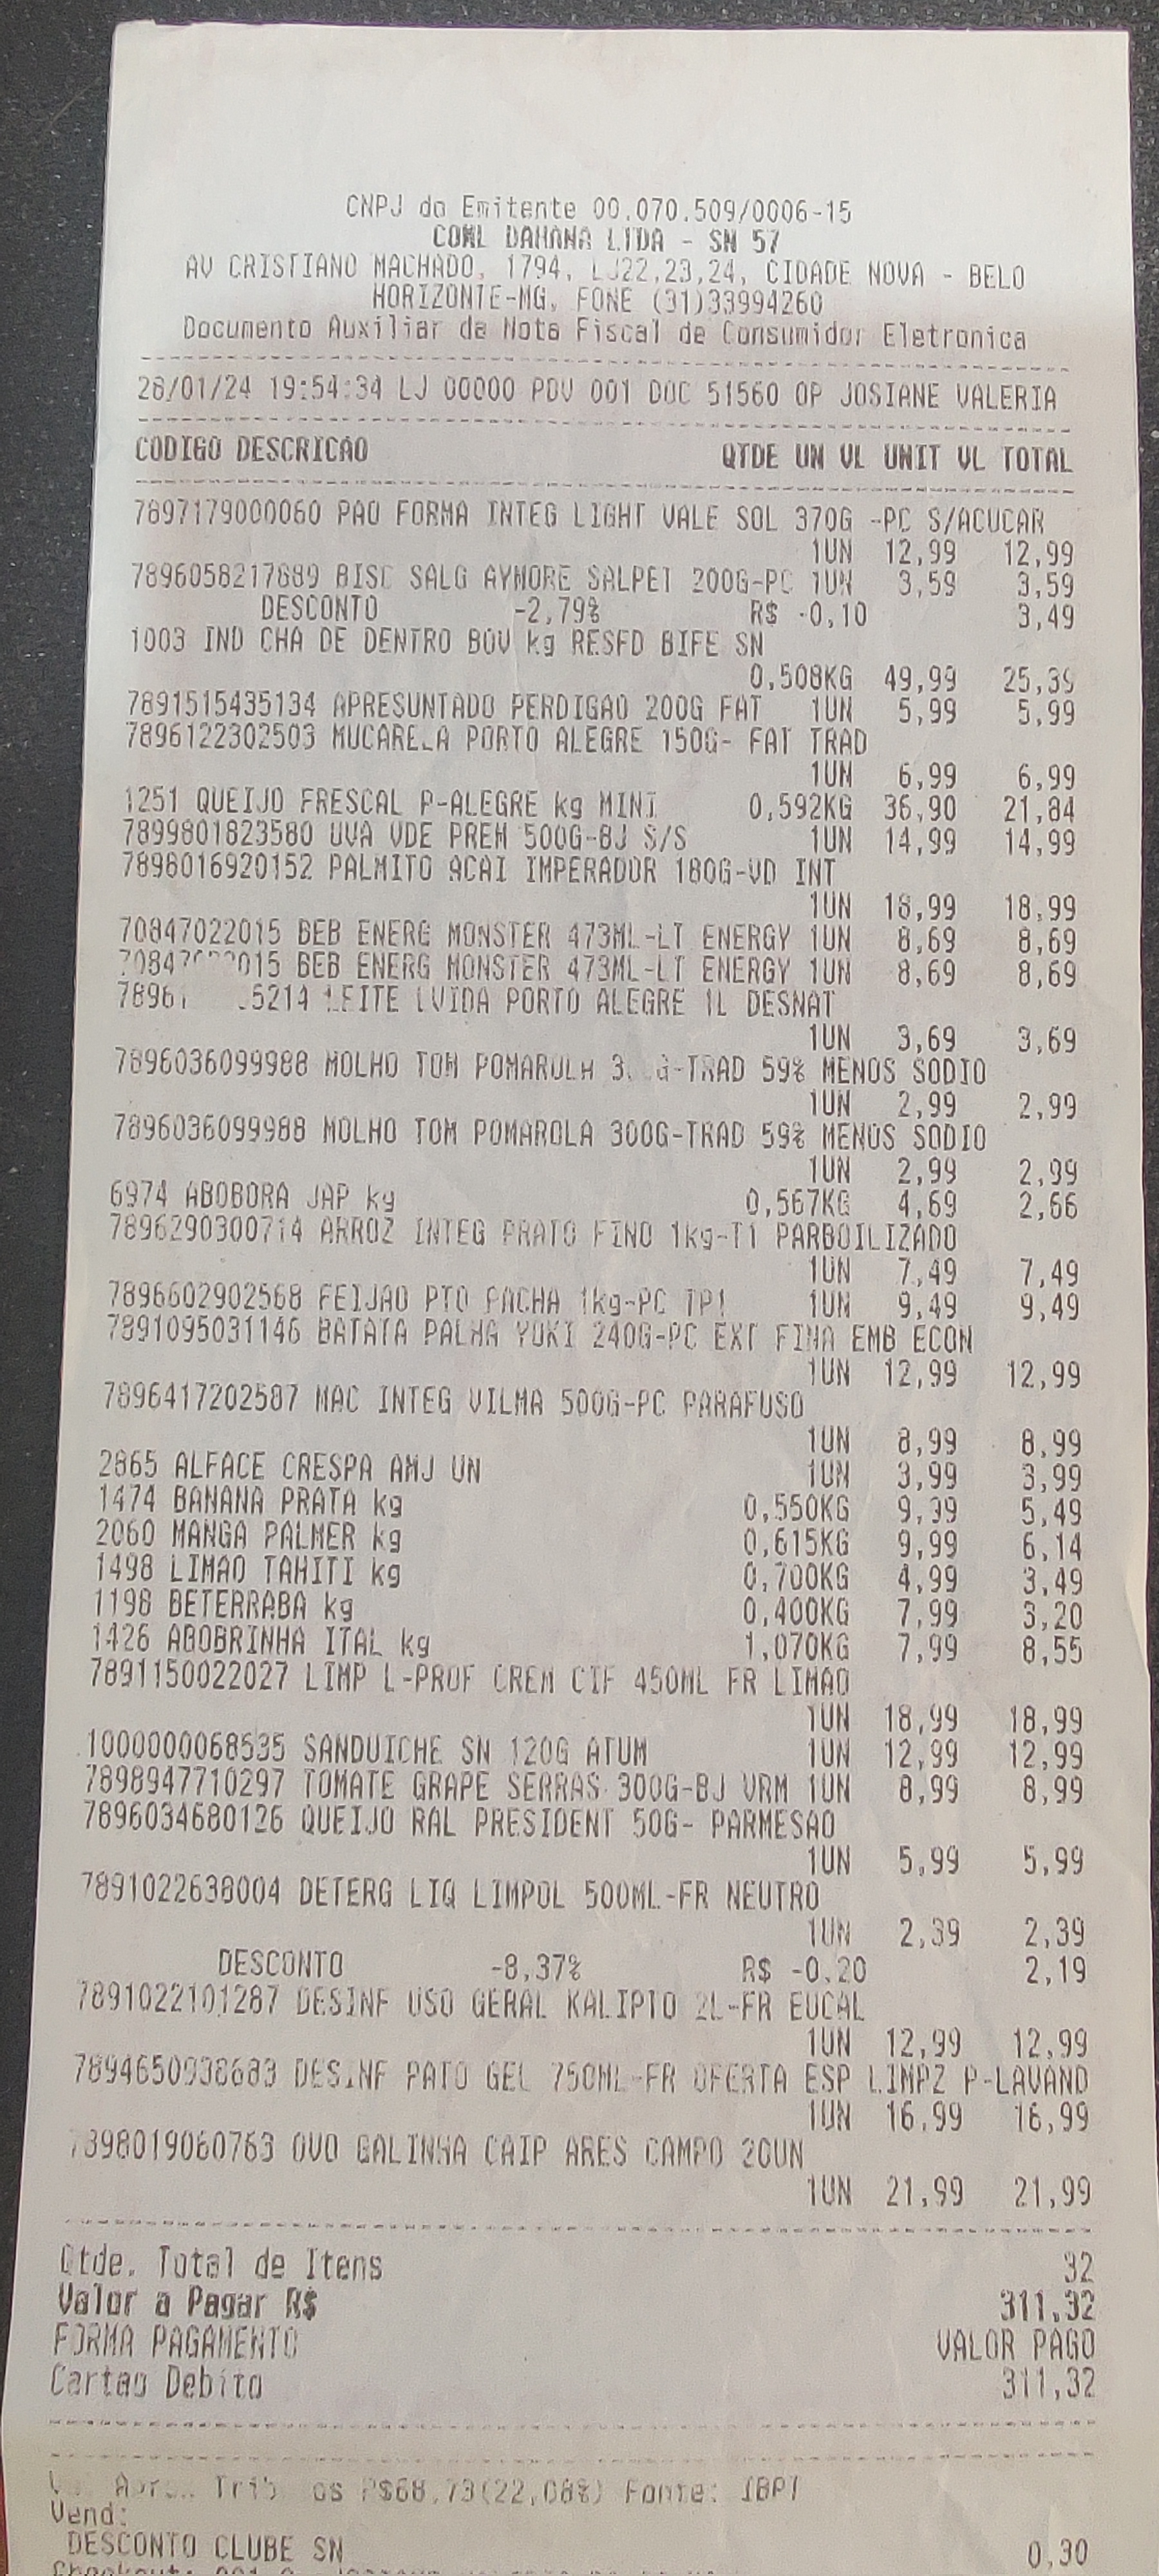 CNPJ do Emitente 00.070.509/0006-15
COML DAHANA LTDA - SN 57
AV CRISTIANO MACHADO, 1794, LJ22,23,24, CIDADE NOVA - BELO
HORIZONTE-MG, FONE (31)33994260
Documento Auxiliar da Nota Fiscal de Consumidor Eletronica
28/01/24 19:54:34 LJ 00000 PDV 001 DOC 51560 OP JOSIANE VALERIA
CODIGO DESCRICAO QTDE UN VL UNIT VL TOTAL
7897179000060 PAO FORMA INTEG LIGHT VALE SOL 370G -PC S/ACUCAR
1UN 12,99 12,99
7896058217689 BISC SALG AYMORE SALPET 200G-PC 1UN 3,59 3,59
DESCONTO -2,79% R$ -0,10 3,49
1003 IND CHA DE DENTRO BOV kg RESFD BIFE SN
0,508KG 49,99 25,39
7891515435134 APRESUNTADO PERDIGAO 200G FAT 1UN 5,99 5,99
7896122302503 MUCARELA PORTO ALEGRE 150G- FAT TRAD
1UN 6,99 6,99
1251 QUEIJO FRESCAL P-ALEGRE kg MINI 0,592KG 36,90 21,84
7899801823580 UVA VDE PREM 500G-BJ S/S 1UN 14,99 14,99
7898016920152 PALMITO ACAI IMPERADOR 180G-VD INT
1UN 18,99 18,99
70847022015 BEB ENERG MONSTER 473ML-LT ENERGY 1UN 8,69 8,69
BEB ENERG MONSTER 473ML-LT ENERGY 1UN 8,69 8,69
LEITE LVIDA PORTO ALEGRE 1L DESNAT
1UN 3,69 3,69
7896036099988 MOLHO TOM POMAROLA 59% MENOS SODIO
1UN 2,99 2,99
7896036099988 MOLHO TOM POMAROLA 300G-TRAD 59% MENOS SODIO
1UN 2,99 2,99
6974 ABOBORA JAP kg 0,567KG 4,69 2,66
7896290300714 ARROZ INTEG PRATO FINO 1kg-T1 PARBOILIZADO
1UN 7,49 7,49
7896602902568 FEIJAO PTO PACHA 1kg-PC TP1 1UN 9,49 9,49
7891095031146 BATATA PALHA YOKI 240G-PC EXT FINA EMB ECON
1UN 12,99 12,99
7896417202587 MAC INTEG VILMA 500G-PC PARAFUSO
1UN 8,99 8,99
2865 ALFACE CRESPA AMJ UN 1UN 3,99 3,99
1474 BANANA PRATA kg 0,550KG 9,99 5,49
2060 MANGA PALMER kg 0,615KG 9,99 6,14
1498 LIMAO TAHITI kg 0,700KG 4,99 3,49
1198 BETERRABA kg 0,400KG 7,99 3,20
1426 ABOBRINHA ITAL kg 1,070KG 7,99 8,55
7891150022027 LIMP L-PROF CREM CIF 450ML FR LIMAO
1UN 18,99 18,99
1000000068535 SANDUICHE SN 120G ATUM 1UN 12,99 12,99
7898947710297 TOMATE GRAPE SERRAS 300G-BJ VRM 1UN 8,99 8,99
7896034680126 QUEIJO RAL PRESIDENT 50G- PARMESAO
1UN 5,99 5,99
7891022638004 DETERG LIQ LIMPOL 500ML-FR NEUTRO
1UN 2,39 2,39
DESCONTO -8,37% R$ -0,20 2,19
7891022101287 DESINF USO GERAL KALIPTO 2L-FR EUCAL
1UN 12,99 12,99
7894650938683 DESINF PATO GEL 750ML-FR OFERTA ESP LIMPZ P-LAVAND
1UN 16,99 16,99
7898019060763 OVO GALINHA CAIP ARES CAMPO 20UN
1UN 21,99 21,99
Qtde. Total de Itens 32
Valor a Pagar R$ 311,32
FORMA PAGAMENTO VALOR PAGO
Cartao Debito 311,32
R$68,73(22,08%) Fonte: IBPT
Vend:
DESCONTO CLUBE SN 0,30